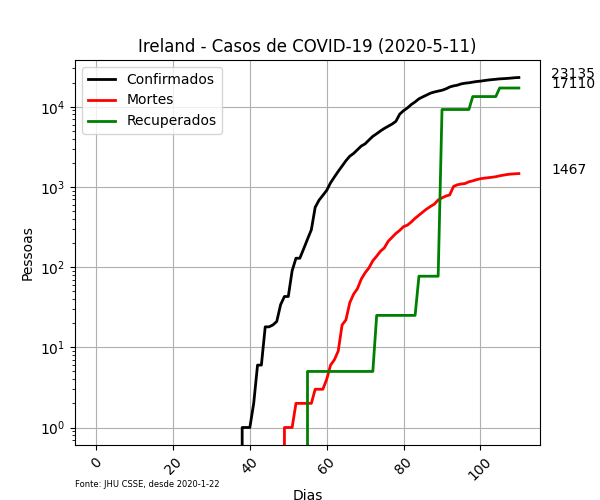 Ireland - Casos de COVID-19 (2020-5-11)
Confirmados
Mortes
Recuperados
23135
17110
1467
Pessoas
10⁴
10³
10²
10¹
10⁰
0 20 40 60 80 100
Dias
Fonte: JHU CSSE, desde 2020-1-22